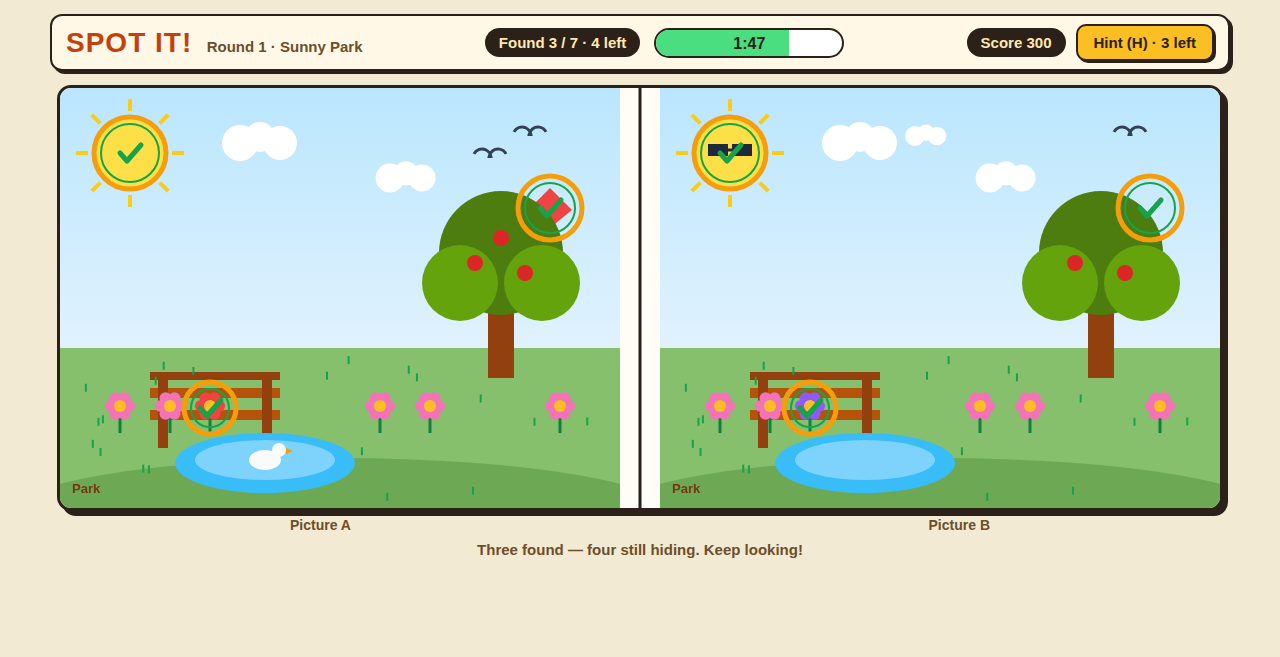 SPOT IT! Round 1 · Sunny Park Found 3 / 7 · 4 left 1:47 Score 300 Hint (H) · 3 left
Park Park
Picture A Picture B
Three found — four still hiding. Keep looking!